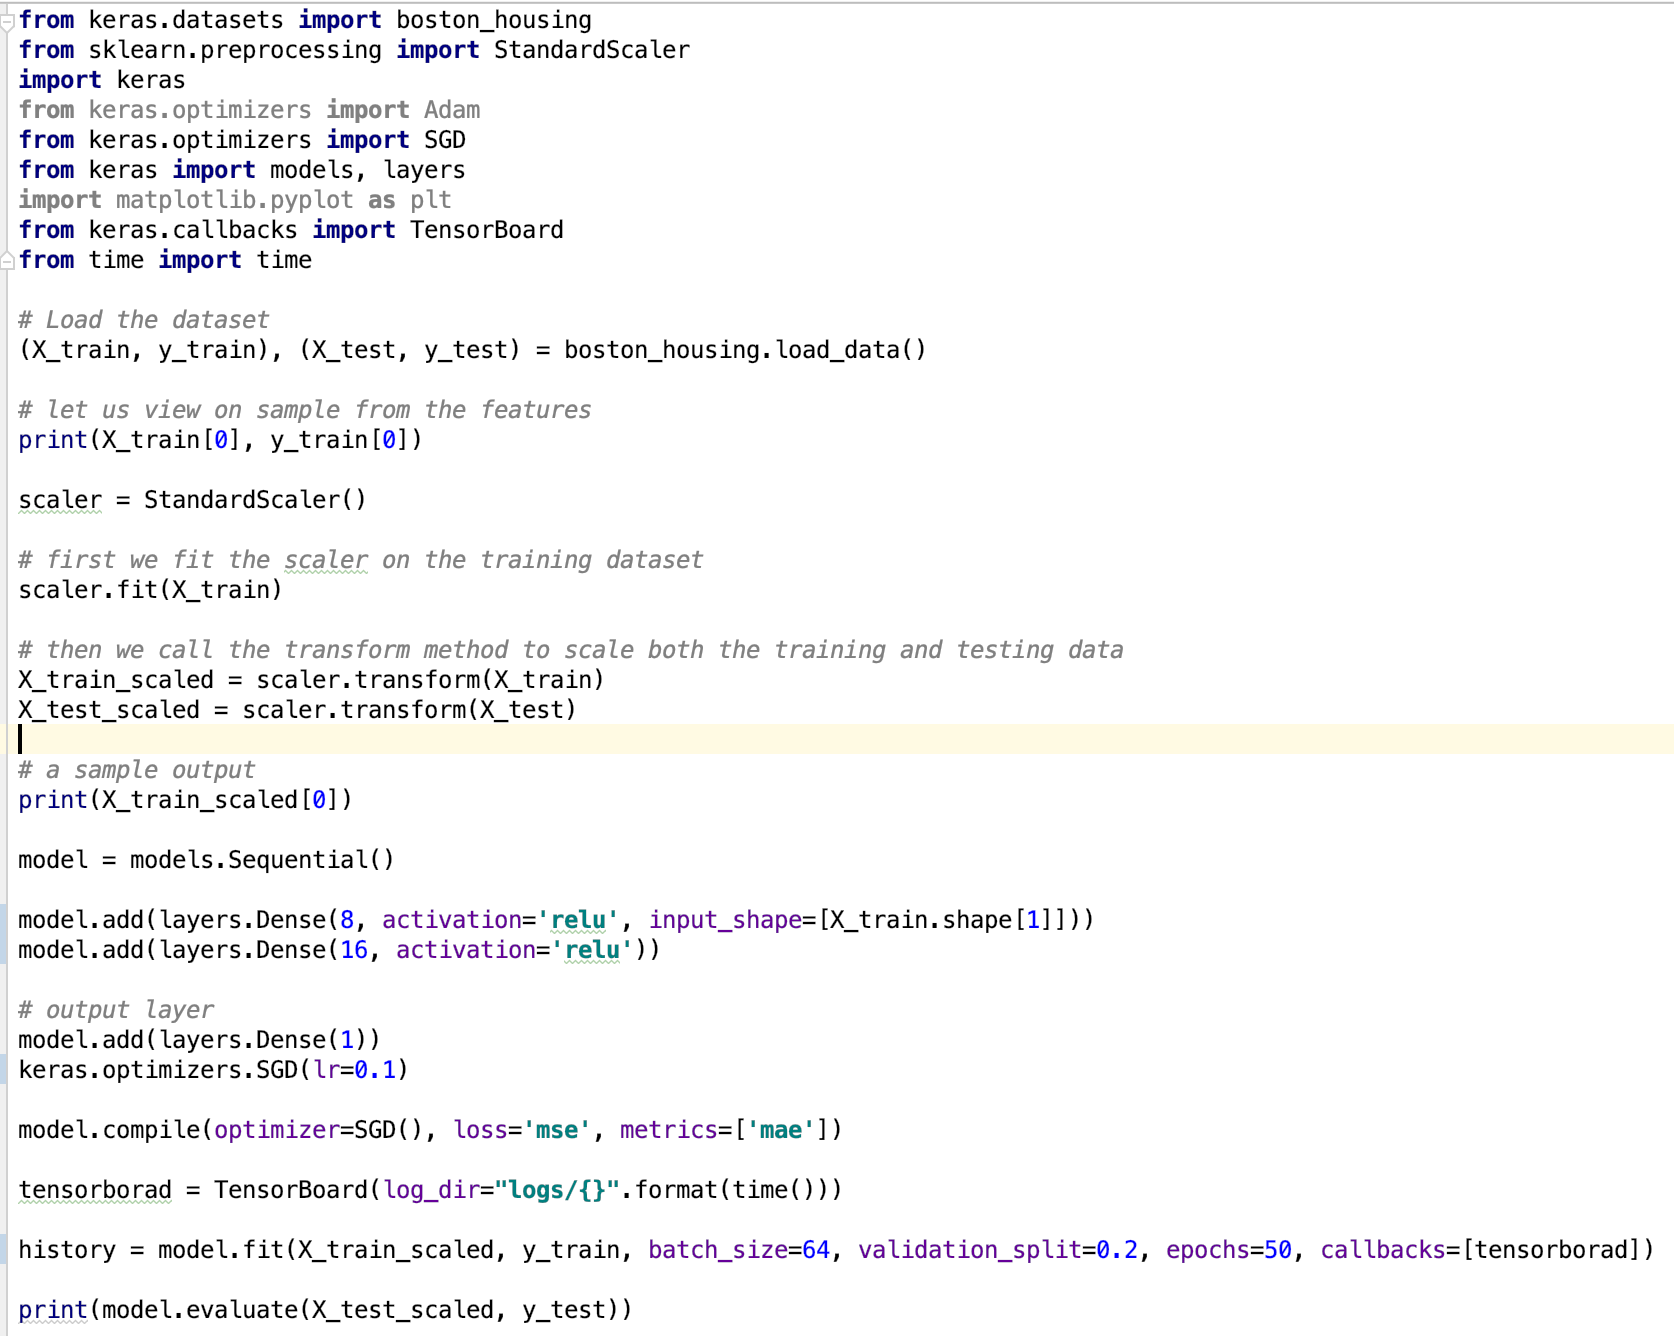 from keras.datasets import boston_housing
from sklearn.preprocessing import StandardScaler
import keras
from keras.optimizers import Adam
from keras.optimizers import SGD
from keras import models, layers
import matplotlib.pyplot as plt
from keras.callbacks import TensorBoard
from time import time
# Load the dataset
(X_train, y_train), (X_test, y_test) = boston_housing.load_data()
# let us view on sample from the features
print(X_train[0], y_train[0])
scaler = StandardScaler()
# first we fit the scaler on the training dataset
scaler.fit(X_train)
# then we call the transform method to scale both the training and testing data
X_train_scaled = scaler.transform(X_train)
X_test_scaled = scaler.transform(X_test)
# a sample output
print(X_train_scaled[0])
model = models.Sequential()
model.add(layers.Dense(8, activation='relu', input_shape=[X_train.shape[1]]))
model.add(layers.Dense(16, activation='relu'))
# output layer
model.add(layers.Dense(1))
keras.optimizers.SGD(lr=0.1)
model.compile(optimizer=SGD(), loss='mse', metrics=['mae'])
tensorborad = TensorBoard(log_dir="logs/{}".format(time()))
history = model.fit(X_train_scaled, y_train, batch_size=64, validation_split=0.2, epochs=50, callbacks=[tensorborad])
print(model.evaluate(X_test_scaled, y_test))